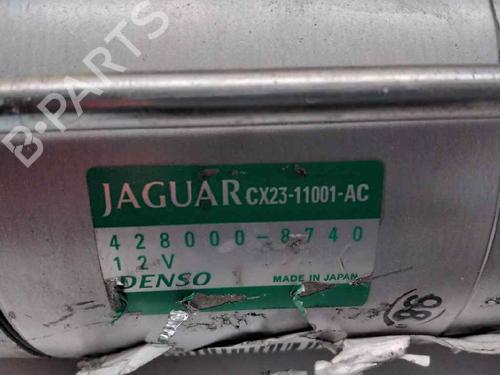 B-PARTS
JAGUAR CX23-11001-AC
428000-8740
12V
DENSO MADE IN JAPAN